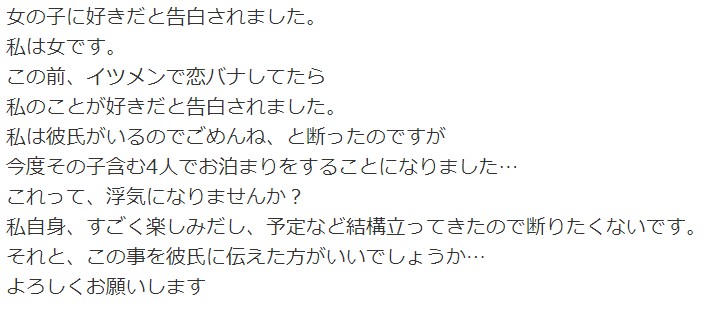 女の子に好きだと告白されました。
私は女です。
この前、イツメンで恋バナしてたら
私のことが好きだと告白されました。
私は彼氏がいるのでごめんね、と断ったのですが
今度その子含む4人でお泊まりをすることになりました…
これって、浮気になりませんか？
私自身、すごく楽しみだし、予定など結構立ってきたので断りたくないです。
それと、この事を彼氏に伝えた方がいいでしょうか…
よろしくお願いします